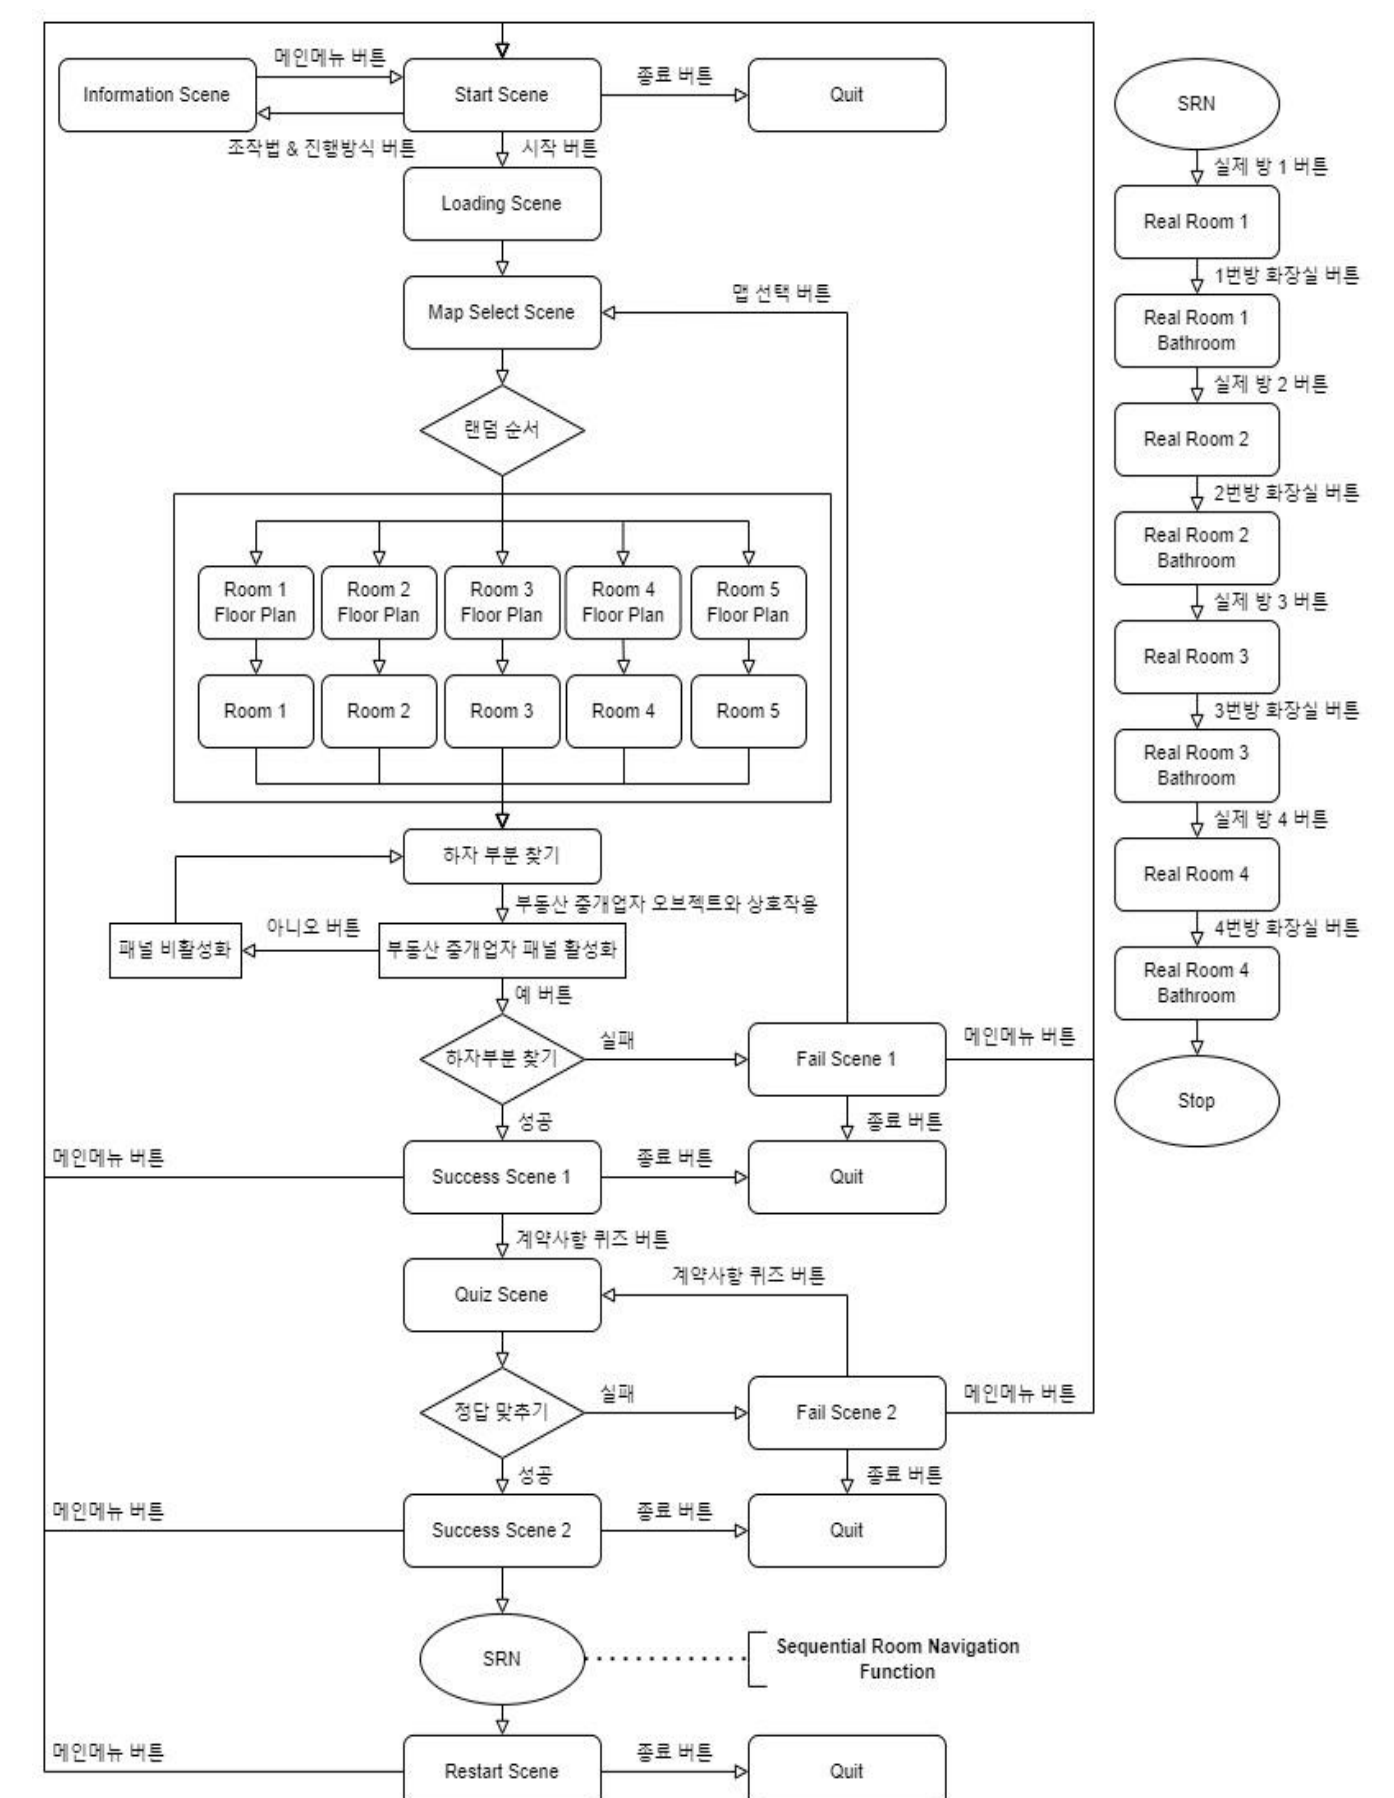 메인메뉴 버튼
Information Scene
Start Scene
종료 버튼
Quit
조작법 & 진행방식 버튼
시작 버튼
Loading Scene
Map Select Scene
맵 선택 버튼
랜덤 순서
Room 1
Floor Plan
Room 2
Floor Plan
Room 3
Floor Plan
Room 4
Floor Plan
Room 5
Floor Plan
Room 1
Room 2
Room 3
Room 4
Room 5
하자 부분 찾기
부동산 중개업자 오브젝트와 상호작용
아니오 버튼
패널 비활성화
부동산 중개업자 패널 활성화
예 버튼
하자부분 찾기
실패
Fail Scene 1
메인메뉴 버튼
성공
종료 버튼
메인메뉴 버튼
Success Scene 1
종료 버튼
Quit
계약사항 퀴즈 버튼
계약사항 퀴즈 버튼
Quiz Scene
정답 맞추기
실패
Fail Scene 2
메인메뉴 버튼
성공
종료 버튼
메인메뉴 버튼
Success Scene 2
종료 버튼
Quit
SRN
Sequential Room Navigation
Function
메인메뉴 버튼
Restart Scene
종료 버튼
Quit
SRN
실제 방 1 버튼
Real Room 1
1번방 화장실 버튼
Real Room 1
Bathroom
실제 방 2 버튼
Real Room 2
2번방 화장실 버튼
Real Room 2
Bathroom
실제 방 3 버튼
Real Room 3
3번방 화장실 버튼
Real Room 3
Bathroom
실제 방 4 버튼
Real Room 4
4번방 화장실 버튼
Real Room 4
Bathroom
Stop